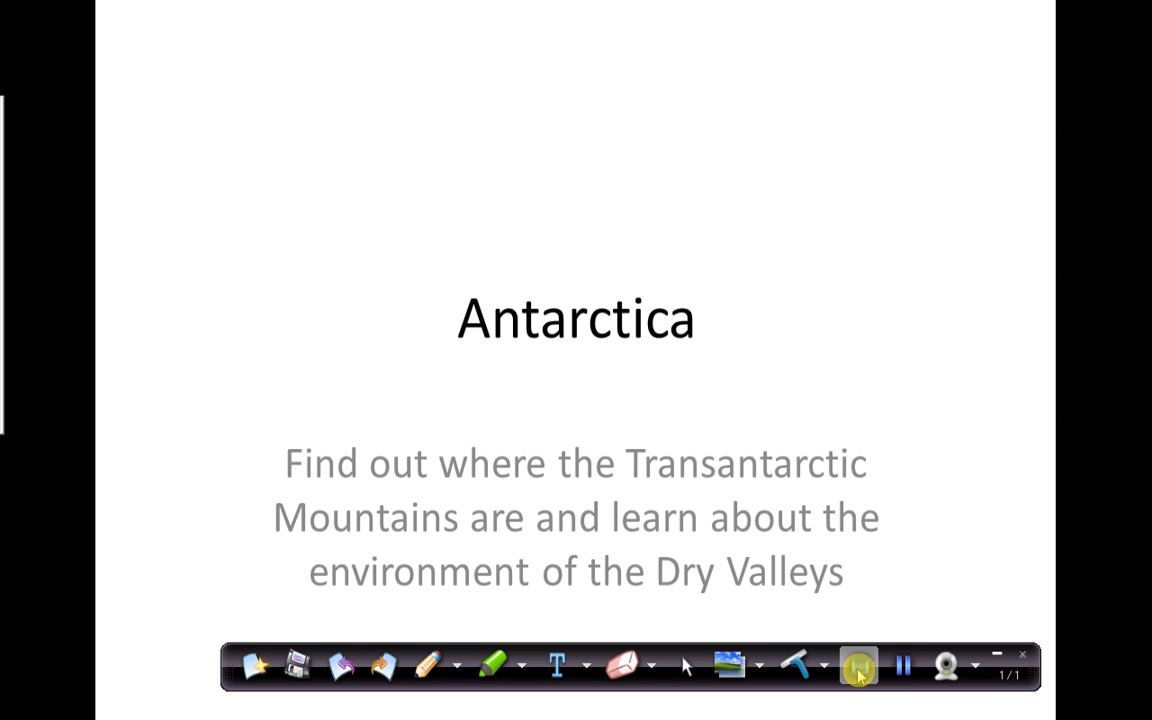 Antarctica
Find out where the Transantarctic
Mountains are and learn about the
environment of the Dry Valleys
T
1/1